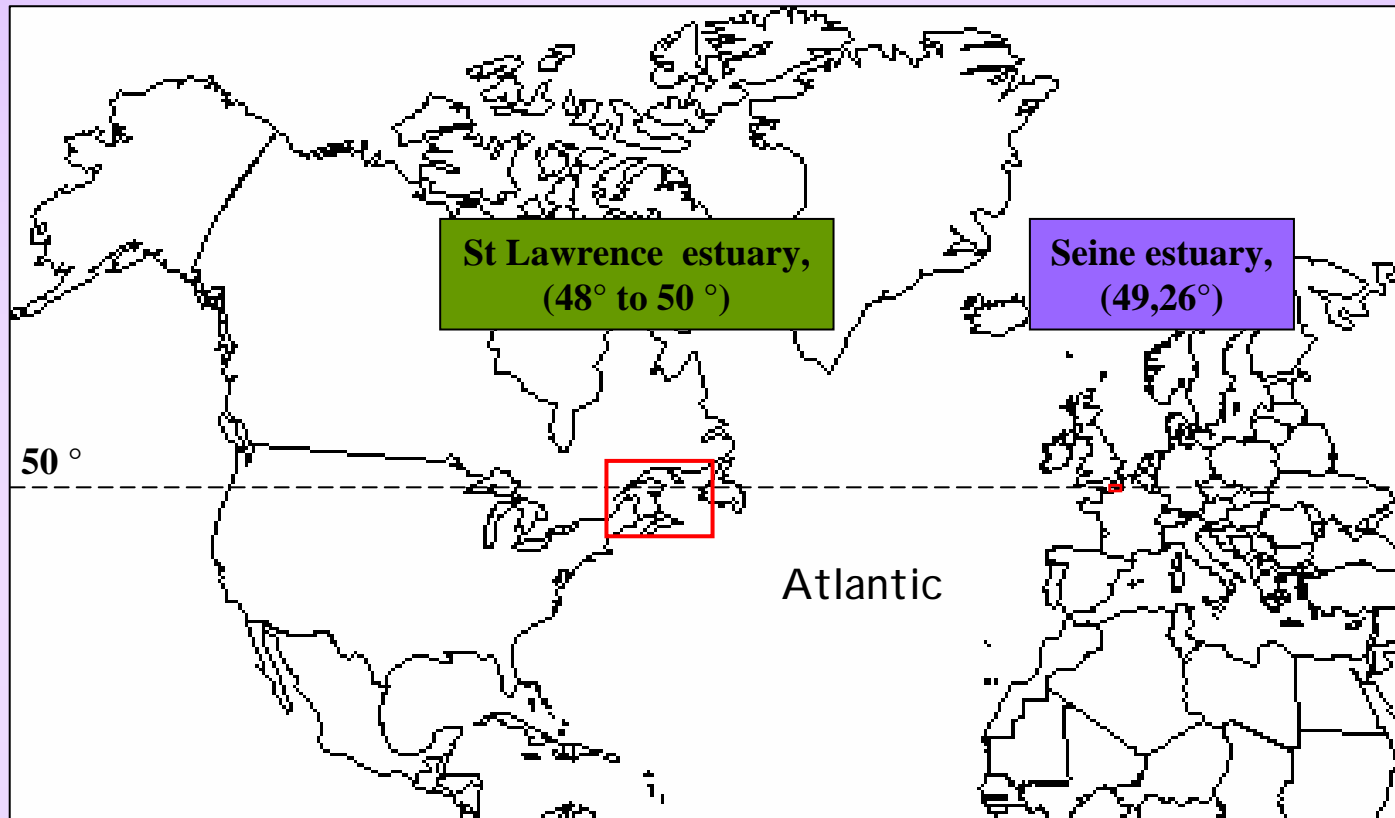 St Lawrence  estuary,
(48° to 50 °)
Seine estuary,
(49,26°)
50 °
Atlantic